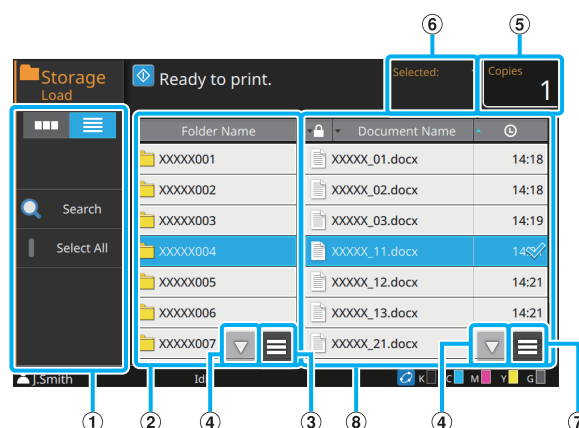 ⑥ ⑤
Storage
Load
Ready to print.
Selected:
Copies
1
Folder Name
Document Name
XXXXX001
XXXXX_01.docx 14:18
XXXXX002
XXXXX_02.docx 14:18
Search
XXXXX003
XXXXX_03.docx 14:19
Select All
XXXXX004
XXXXX_11.docx
XXXXX005
XXXXX_12.docx 14:21
XXXXX006
XXXXX_13.docx 14:21
XXXXX007
XXXXX_21.docx
J.Smith
K C M Y G
① ② ④ ③ ⑧ ④ ⑦